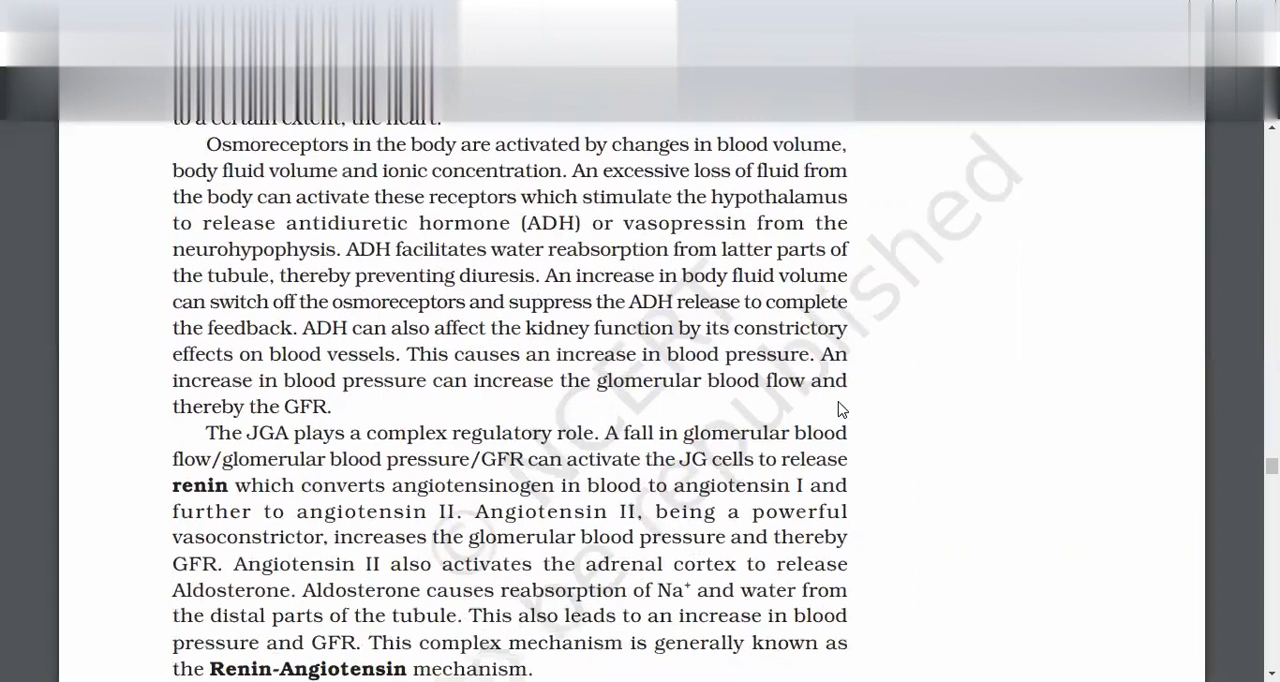 to a certain extent, the heart.
Osmoreceptors in the body are activated by changes in blood volume,
body fluid volume and ionic concentration. An excessive loss of fluid from
the body can activate these receptors which stimulate the hypothalamus
to release antidiuretic hormone (ADH) or vasopressin from the
neurohypophysis. ADH facilitates water reabsorption from latter parts of
the tubule, thereby preventing diuresis. An increase in body fluid volume
can switch off the osmoreceptors and suppress the ADH release to complete
the feedback. ADH can also affect the kidney function by its constrictory
effects on blood vessels. This causes an increase in blood pressure. An
increase in blood pressure can increase the glomerular blood flow and
thereby the GFR.
The JGA plays a complex regulatory role. A fall in glomerular blood
flow/glomerular blood pressure/GFR can activate the JG cells to release
renin which converts angiotensinogen in blood to angiotensin I and
further to angiotensin II. Angiotensin II, being a powerful
vasoconstrictor, increases the glomerular blood pressure and thereby
GFR. Angiotensin II also activates the adrenal cortex to release
Aldosterone. Aldosterone causes reabsorption of Na⁺ and water from
the distal parts of the tubule. This also leads to an increase in blood
pressure and GFR. This complex mechanism is generally known as
the Renin-Angiotensin mechanism.
© NCERT
be republished